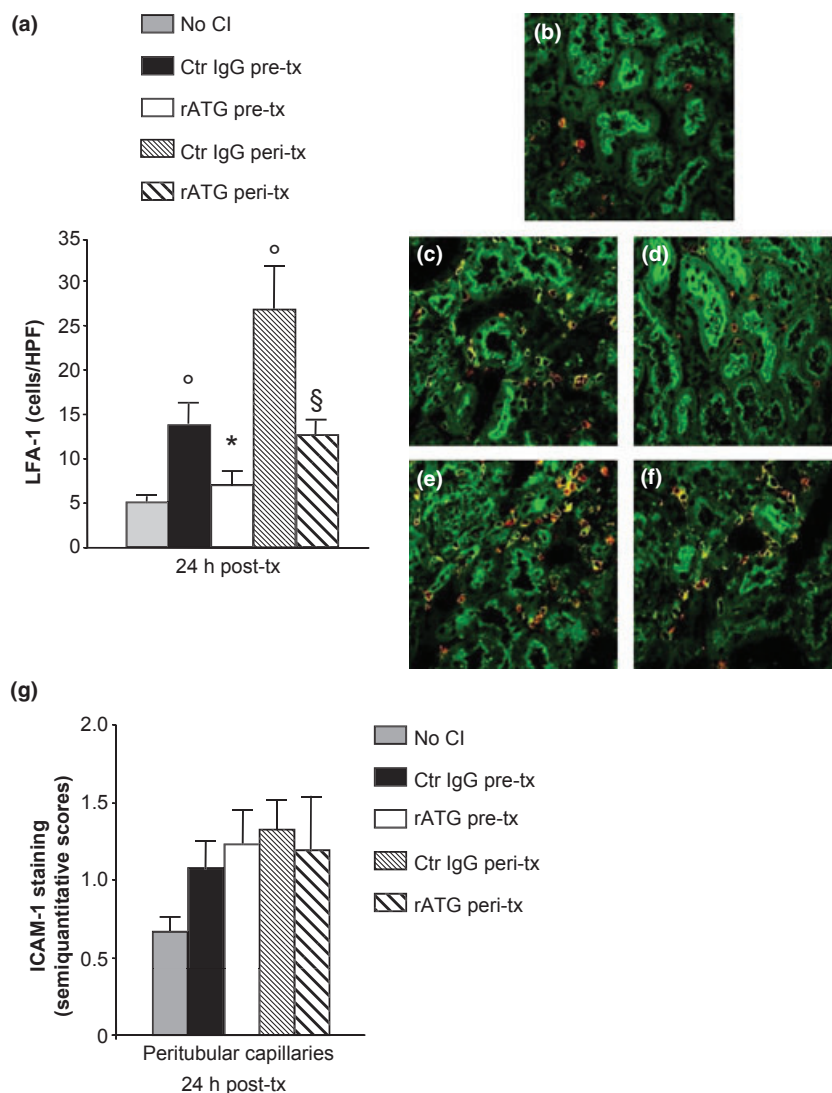 (a)
No CI
Ctr IgG pre-tx
rATG pre-tx
Ctr IgG peri-tx
rATG peri-tx
LFA-1 (cells/HPF)
35
30
25
20
15
10
5
0
°
*
°
§
24 h post-tx
(b)
(c)
(d)
(e)
(f)
(g)
ICAM-1 staining
(semiquantitative scores)
2.0
1.5
1.0
0.5
0
Peritubular capillaries
24 h post-tx
No CI
Ctr IgG pre-tx
rATG pre-tx
Ctr IgG peri-tx
rATG peri-tx